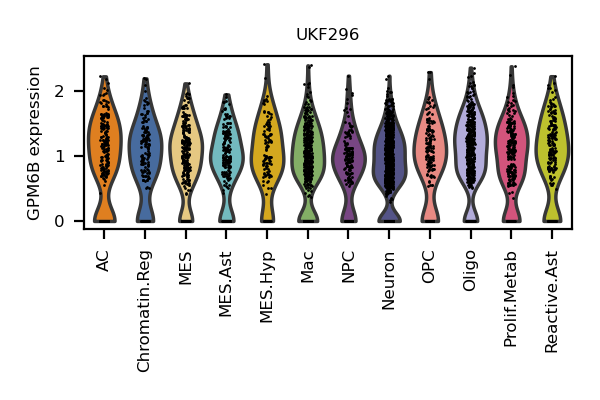 UKF296
GPM6B expression
2
1
0
AC
Chromatin.Reg
MES
MES.Ast
MES.Hyp
Mac
NPC
Neuron
OPC
Oligo
Prolif.Metab
Reactive.Ast